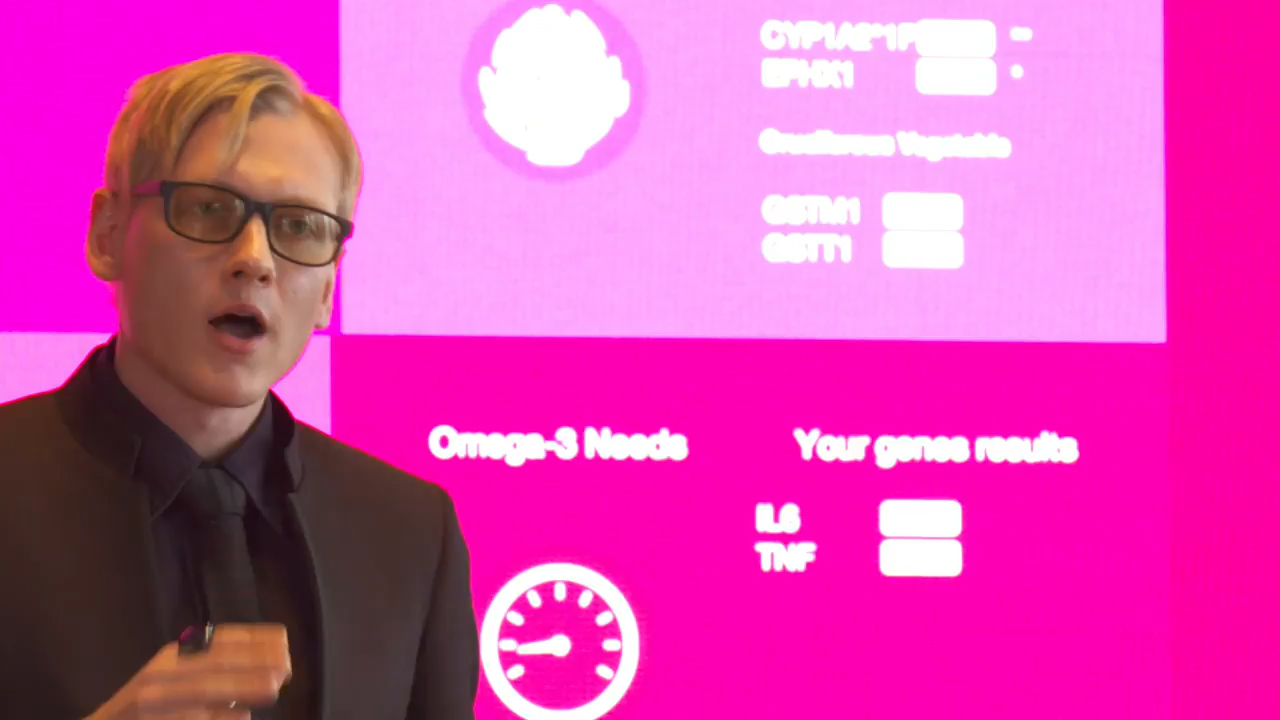 CYP1A2*1F
EPHX1
Cruciferous Vegetable
GSTM1
GSTT1
Omega-3 Needs
Your genes results
IL6
TNF